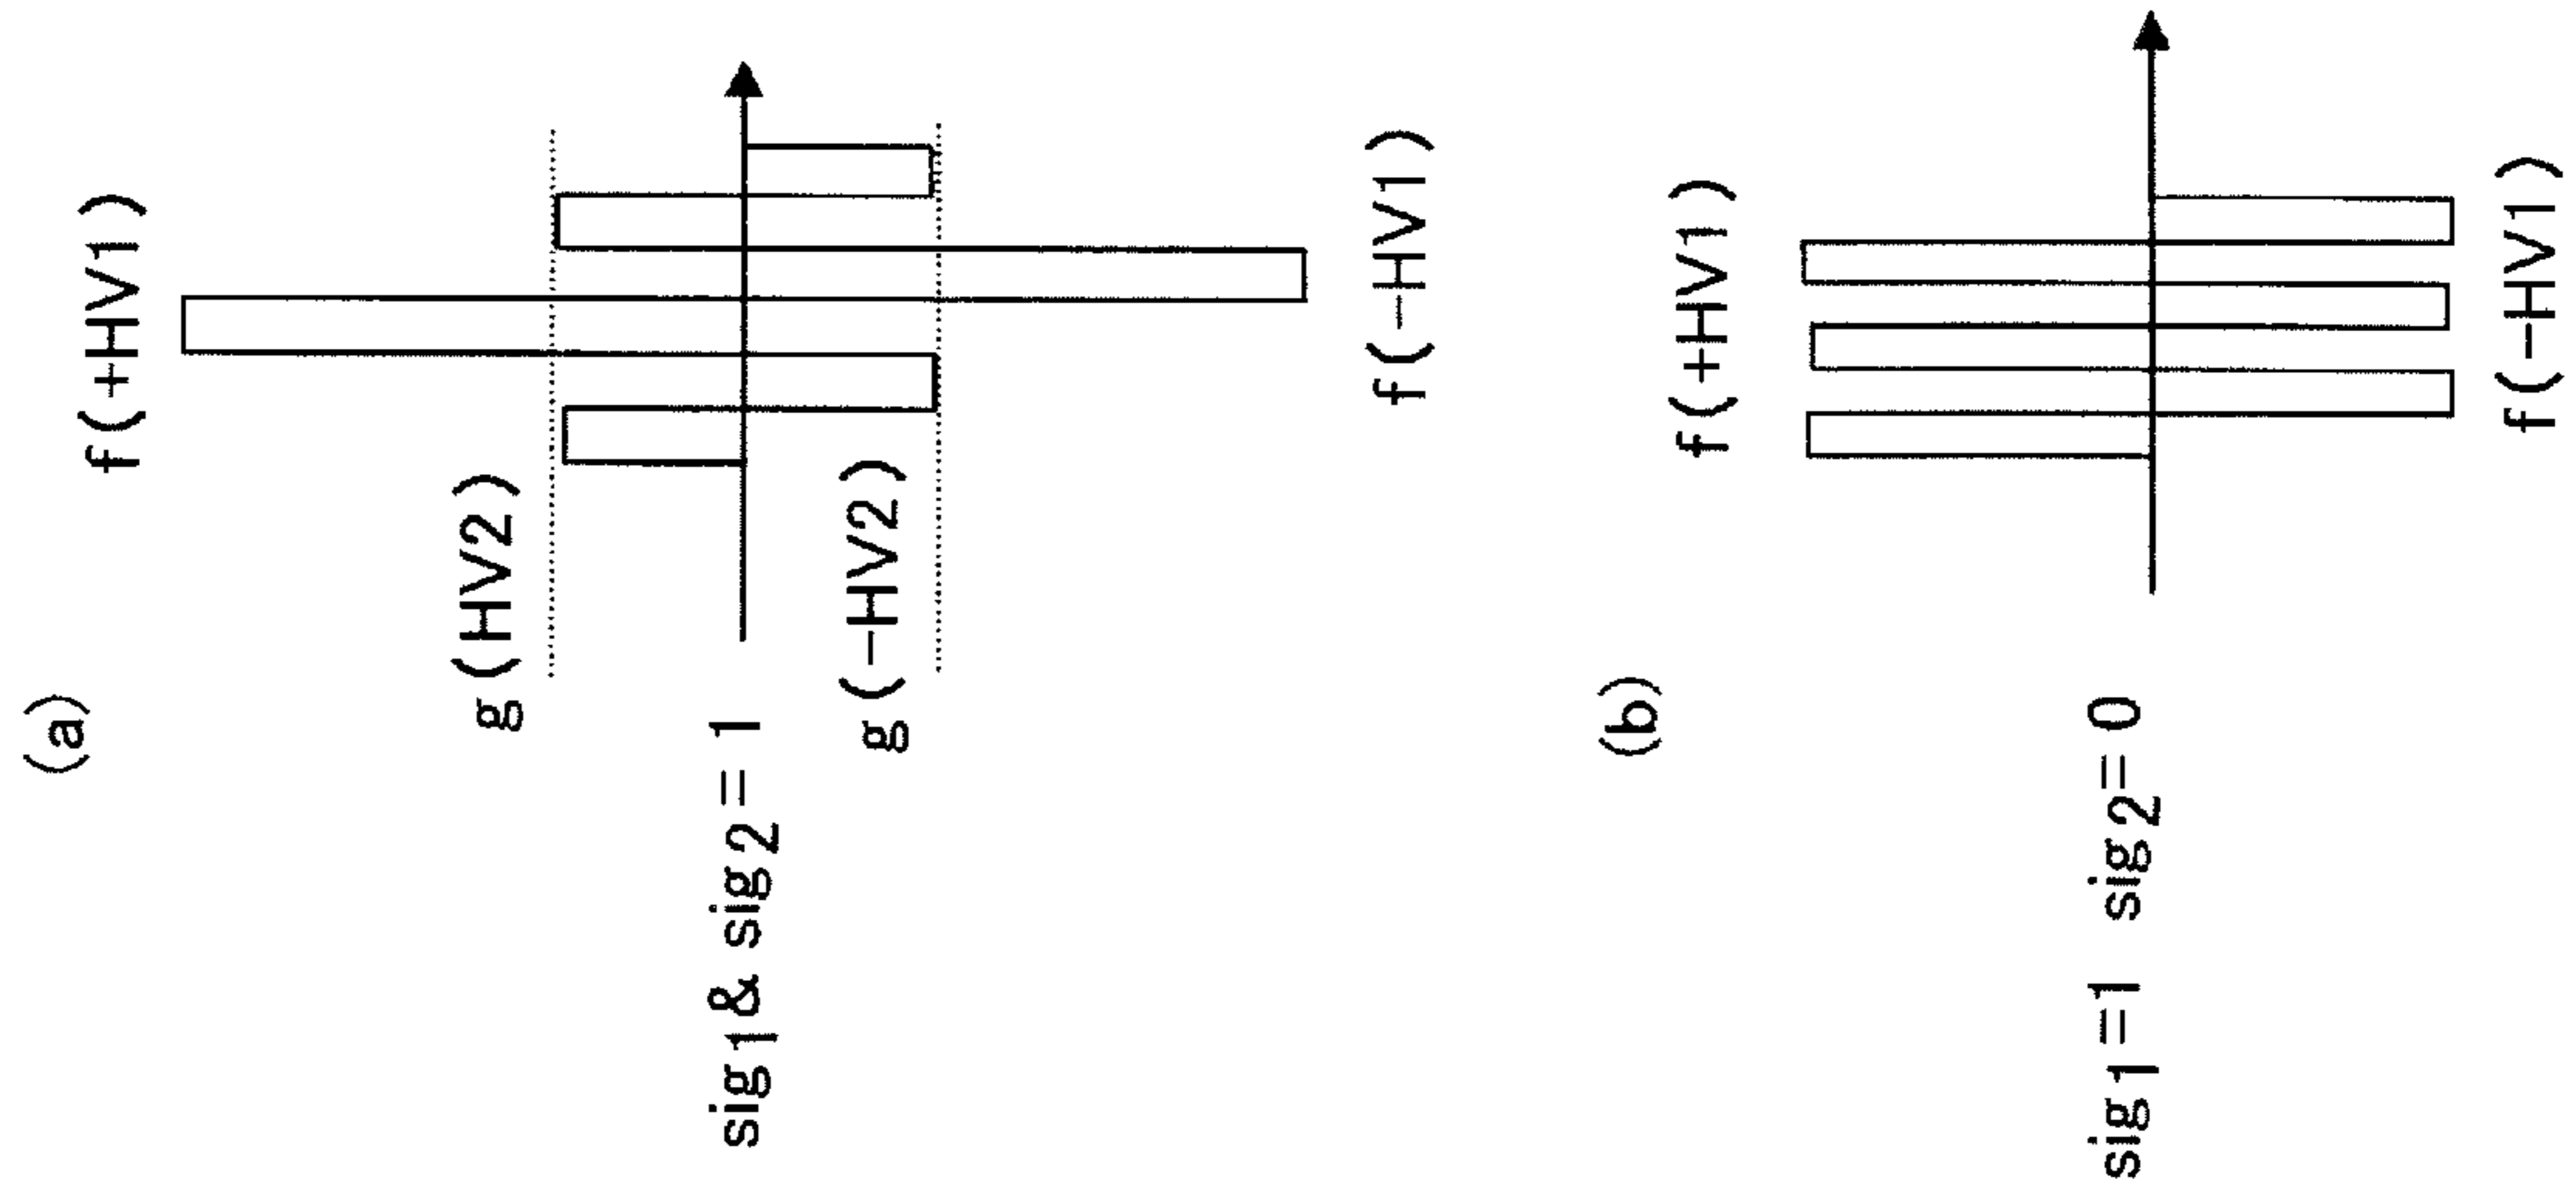 (a)
f(+HV1)
g(HV2)
sig1& sig2=1
g(-HV2)
f(-HV1)
(b)
f(+HV1)
sig1=1 sig2=0
f(-HV1)